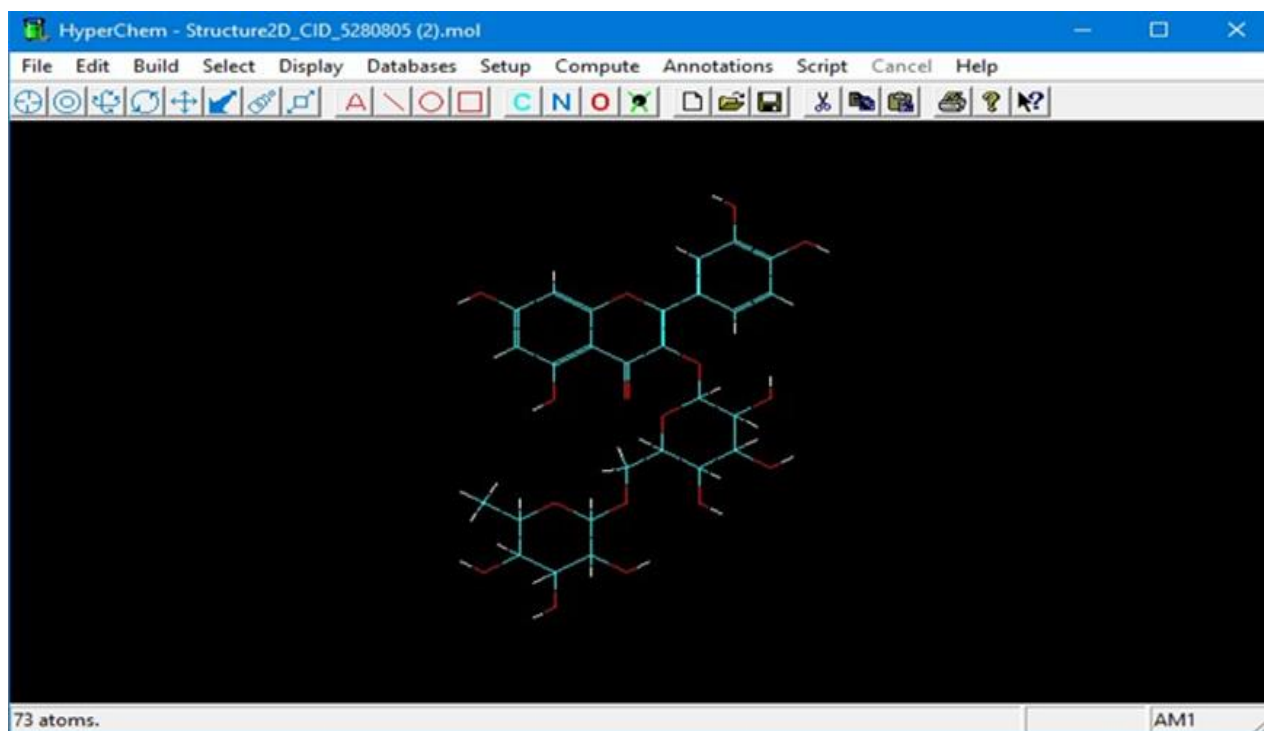 HyperChem - Structure2D_CID_5280805 (2).mol
File Edit Build Select Display Databases Setup Compute Annotations Script Cancel Help
A C N O ? ?
73 atoms. AM1